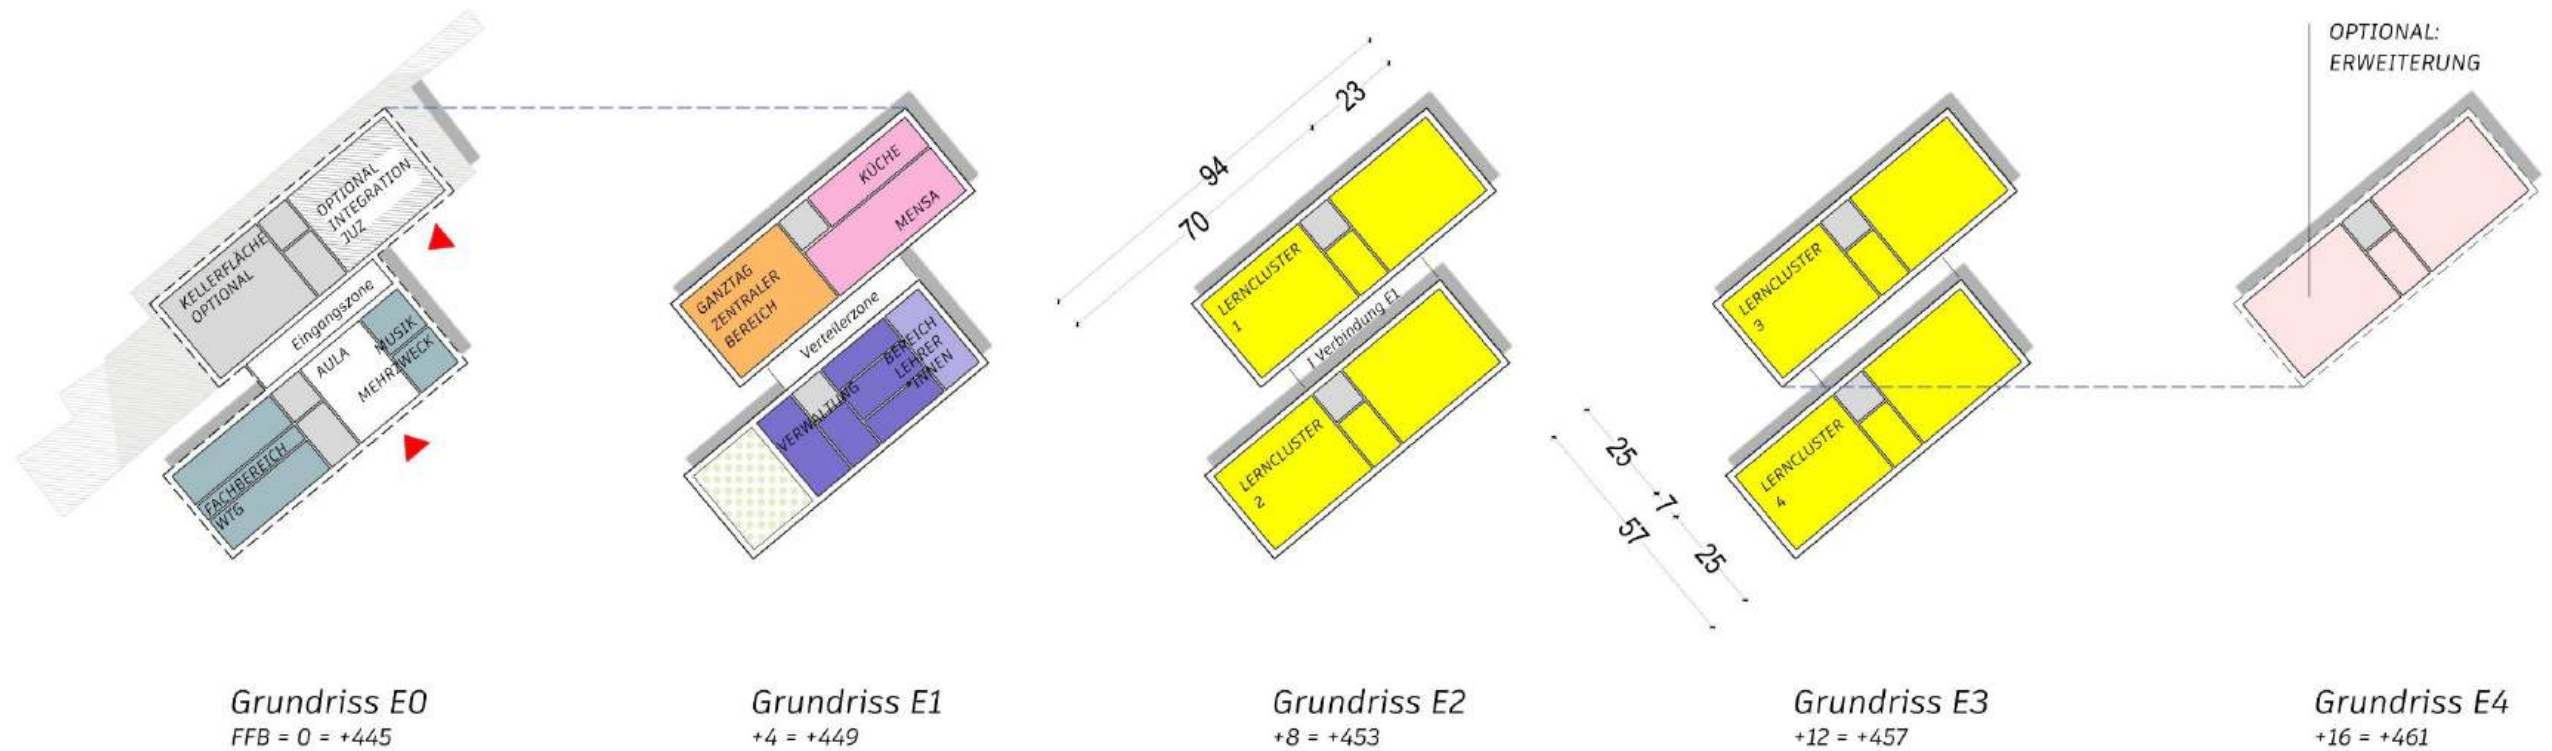 OPTIONAL:
ERWEITERUNG
OPTIONAL
INTEGRATION
JUZ
KELLERFLÄCHE
OPTIONAL
Eingangszone
MUSIK
AULA
MEHRZWECK
FACHBEREICH
WTG
KÜCHE
MENSA
GANZTAG
ZENTRALER
BEREICH
Verteilerzone
BEREICH
LEHRER
*INNEN
VERWALTUNG
94
23
70
LERNCLUSTER
1
Verbindung E1
LERNCLUSTER
2
25
7
57
25
LERNCLUSTER
3
LERNCLUSTER
4
Grundriss E0
FFB = 0 = +445
Grundriss E1
+4 = +449
Grundriss E2
+8 = +453
Grundriss E3
+12 = +457
Grundriss E4
+16 = +461